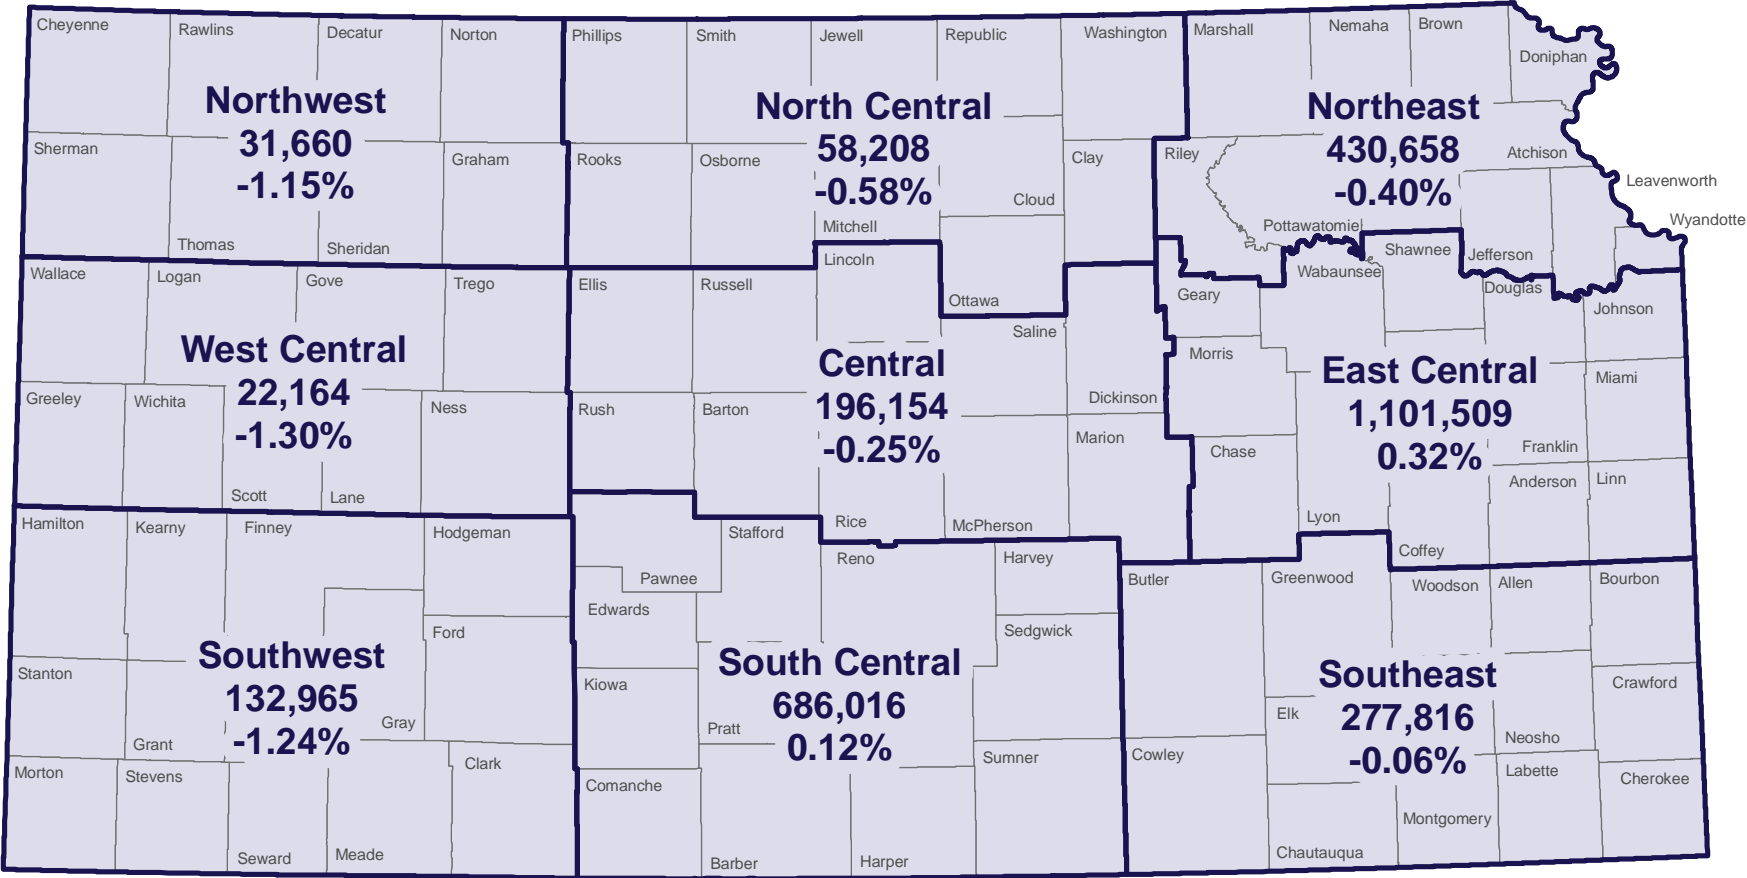 Cheyenne
Rawlins
Decatur
Norton
Phillips
Smith
Jewell
Republic
Washington
Marshall
Nemaha
Brown
Doniphan
Northwest
31,660
-1.15%
North Central
58,208
-0.58%
Northeast
430,658
-0.40%
Sherman
Graham
Rooks
Osborne
Clay
Riley
Atchison
Leavenworth
Wyandotte
Cloud
Mitchell
Pottawatomie
Thomas
Sheridan
Shawnee
Jefferson
Wallace
Logan
Gove
Trego
Ellis
Russell
Lincoln
Ottawa
Wabaunsee
Geary
Douglas
Johnson
Saline
West Central
22,164
-1.30%
Central
196,154
-0.25%
East Central
1,101,509
0.32%
Morris
Miami
Greeley
Wichita
Ness
Rush
Barton
Dickinson
Marion
Chase
Franklin
Anderson
Linn
Scott
Lane
Rice
McPherson
Lyon
Coffey
Hamilton
Kearny
Finney
Hodgeman
Stafford
Reno
Harvey
Pawnee
Butler
Greenwood
Woodson
Allen
Bourbon
Edwards
Ford
Sedgwick
Southwest
132,965
-1.24%
South Central
686,016
0.12%
Southeast
277,816
-0.06%
Stanton
Kiowa
Crawford
Gray
Pratt
Elk
Neosho
Grant
Morton
Stevens
Clark
Comanche
Sumner
Cowley
Labette
Cherokee
Montgomery
Seward
Meade
Barber
Harper
Chautauqua